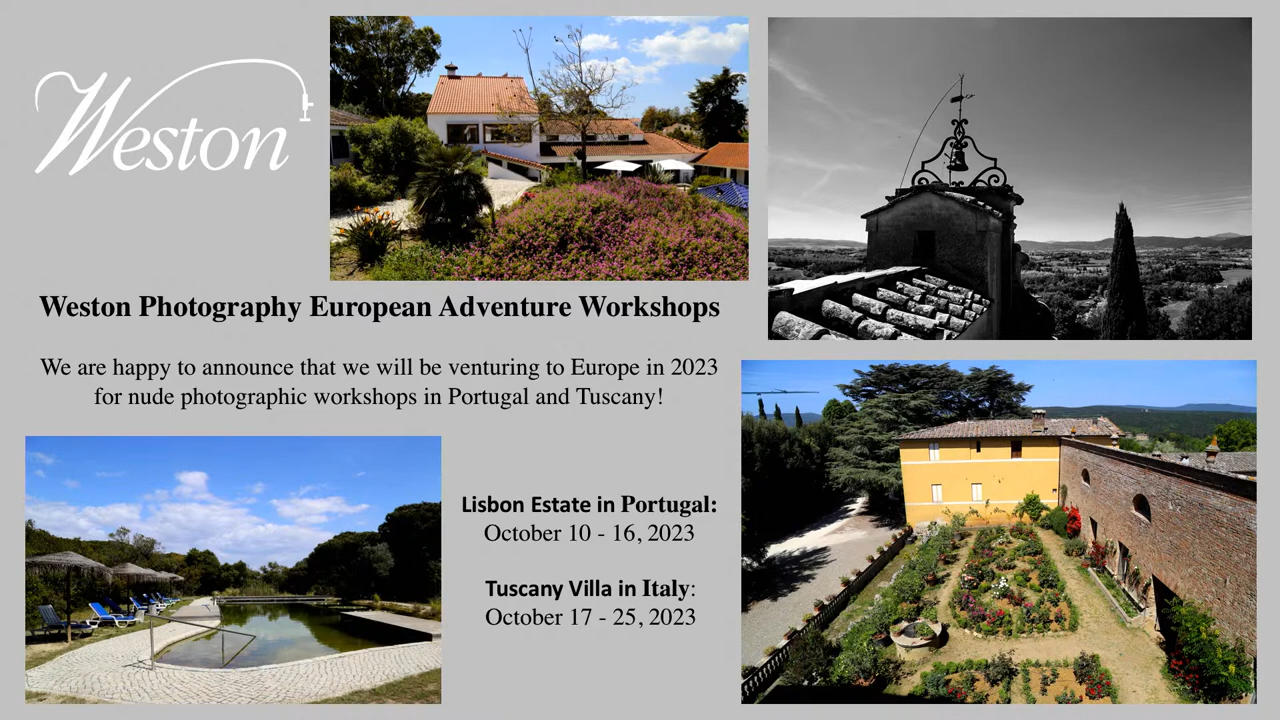 Weston
Weston Photography European Adventure Workshops
We are happy to announce that we will be venturing to Europe in 2023
for nude photographic workshops in Portugal and Tuscany!
Lisbon Estate in Portugal:
October 10 - 16, 2023
Tuscany Villa in Italy:
October 17 - 25, 2023